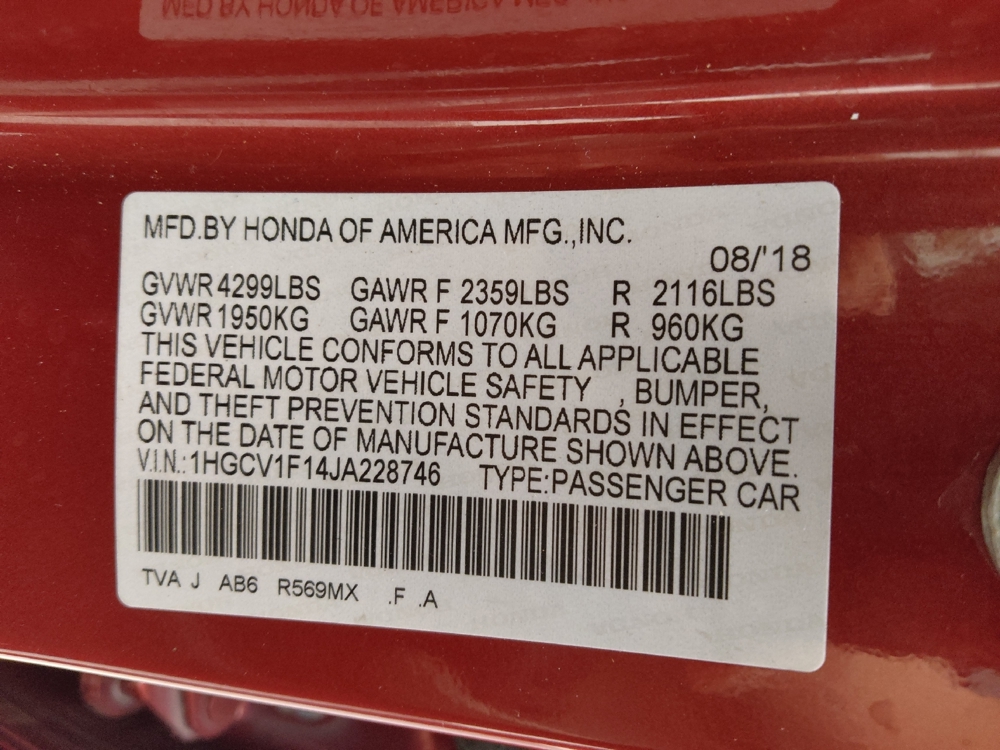 MFD.BY HONDA OF AMERICA MFG.,INC.
08/'18
GVWR 4299LBS GAWR F 2359LBS R 2116LBS
GVWR 1950KG GAWR F 1070KG R 960KG
THIS VEHICLE CONFORMS TO ALL APPLICABLE
FEDERAL MOTOR VEHICLE SAFETY , BUMPER,
AND THEFT PREVENTION STANDARDS IN EFFECT
ON THE DATE OF MANUFACTURE SHOWN ABOVE.
V.I.N.:1HGCV1F14JA228746 TYPE:PASSENGER CAR
TVA J AB6 R569MX .F .A